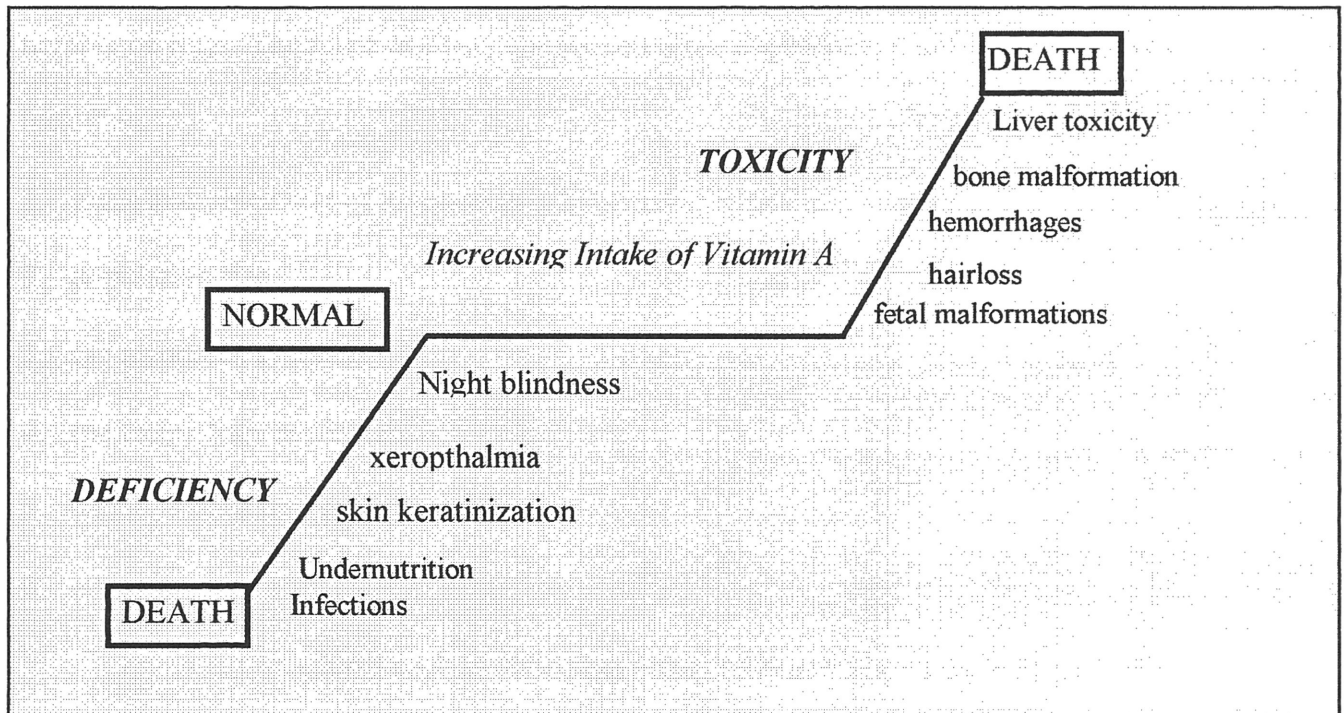 DEATH
Liver toxicity
TOXICITY
bone malformation
hemorrhages
Increasing Intake of Vitamin A
hairloss
NORMAL
fetal malformations
Night blindness
xeropthalmia
DEFICIENCY
skin keratinization
Undernutrition
DEATH
Infections